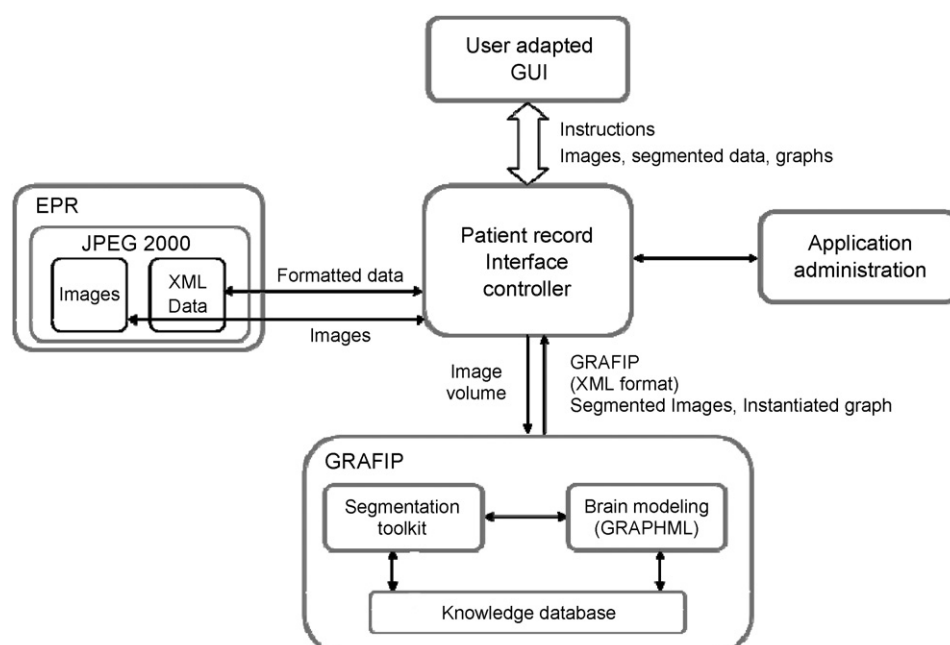 User adapted
GUI
Instructions
Images, segmented data, graphs
EPR
JPEG 2000
Images
XML
Data
Formatted data
Images
Patient record
Interface
controller
Application
administration
Image
volume
GRAFIP
(XML format)
Segmented Images, Instantiated graph
GRAFIP
Segmentation
toolkit
Brain modeling
(GRAPHML)
Knowledge database